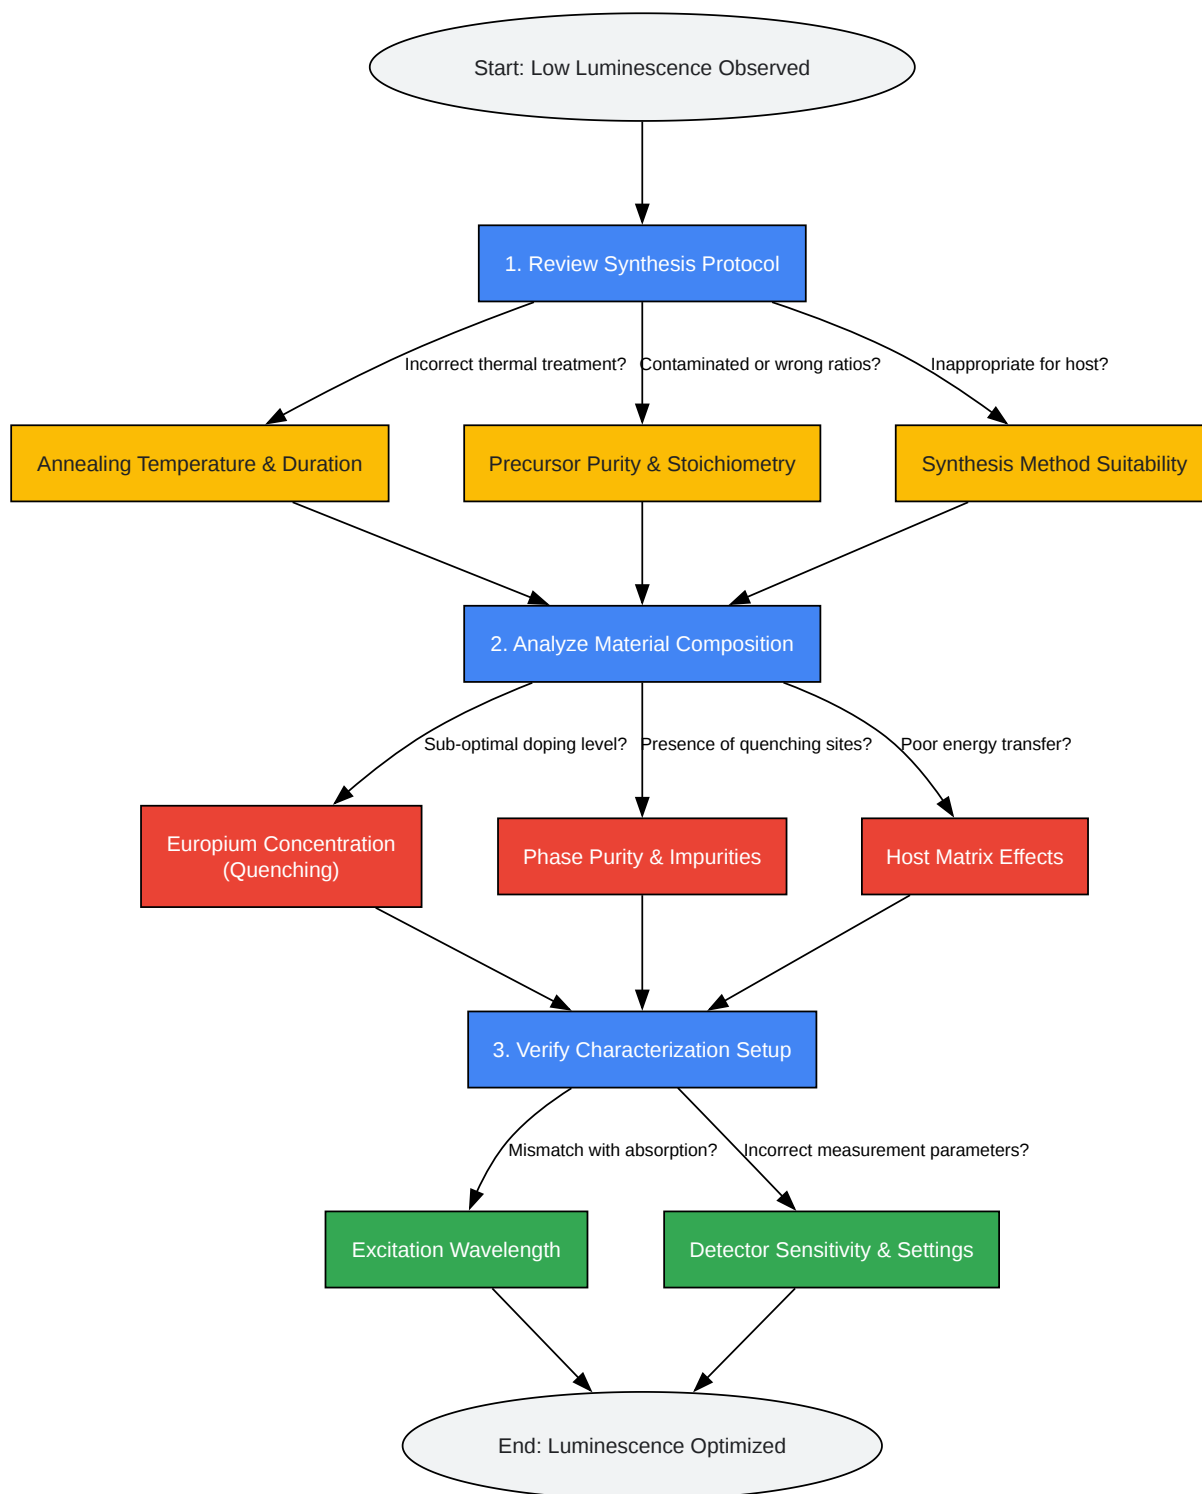 Start: Low Luminescence Observed
1. Review Synthesis Protocol
Incorrect thermal treatment?
Contaminated or wrong ratios?
Inappropriate for host?
Annealing Temperature & Duration
Precursor Purity & Stoichiometry
Synthesis Method Suitability
2. Analyze Material Composition
Sub-optimal doping level?
Presence of quenching sites?
Poor energy transfer?
Europium Concentration
(Quenching)
Phase Purity & Impurities
Host Matrix Effects
3. Verify Characterization Setup
Mismatch with absorption?
Incorrect measurement parameters?
Excitation Wavelength
Detector Sensitivity & Settings
End: Luminescence Optimized